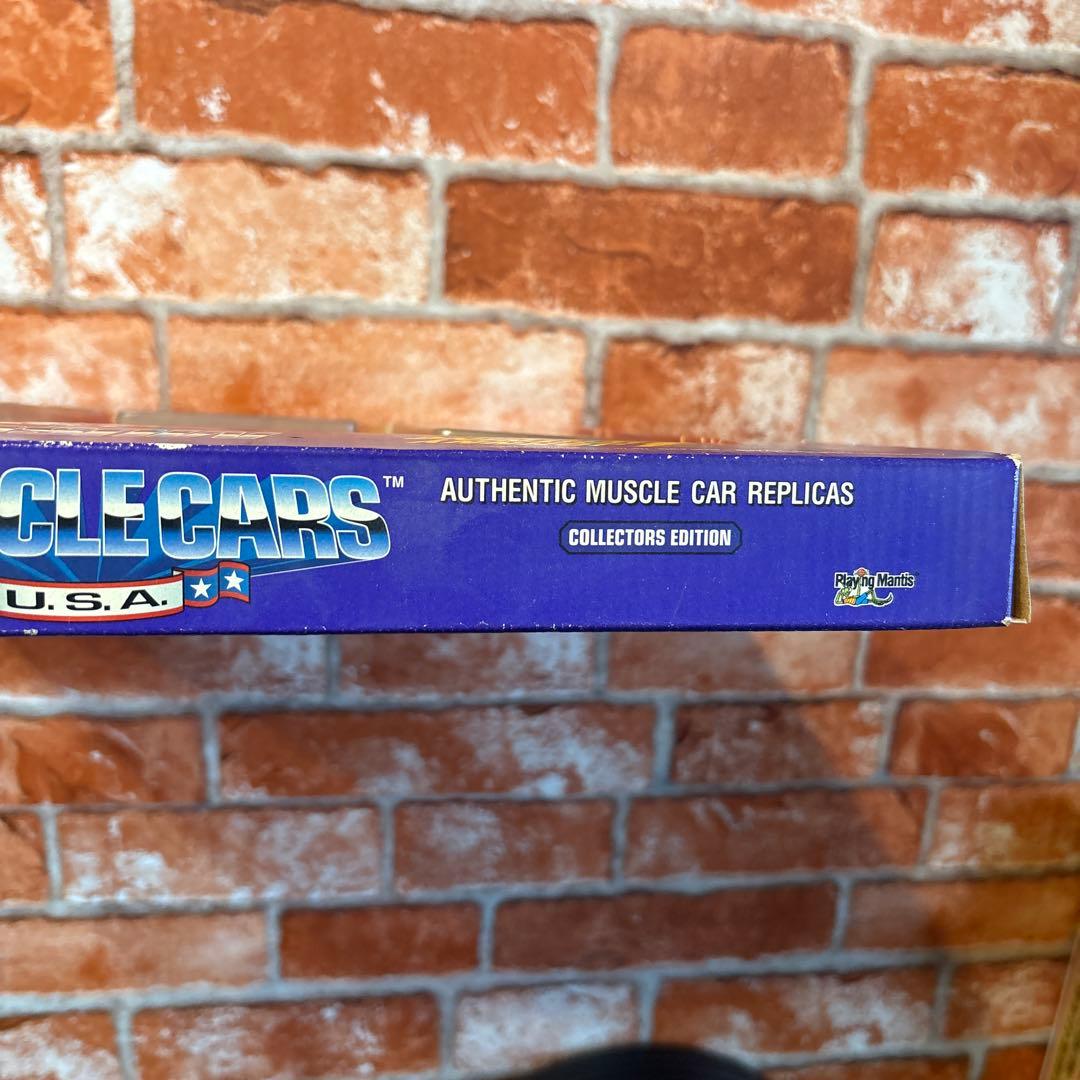 CLE CARS™
U.S.A.
AUTHENTIC MUSCLE CAR REPLICAS
COLLECTORS EDITION
Playing Mantis